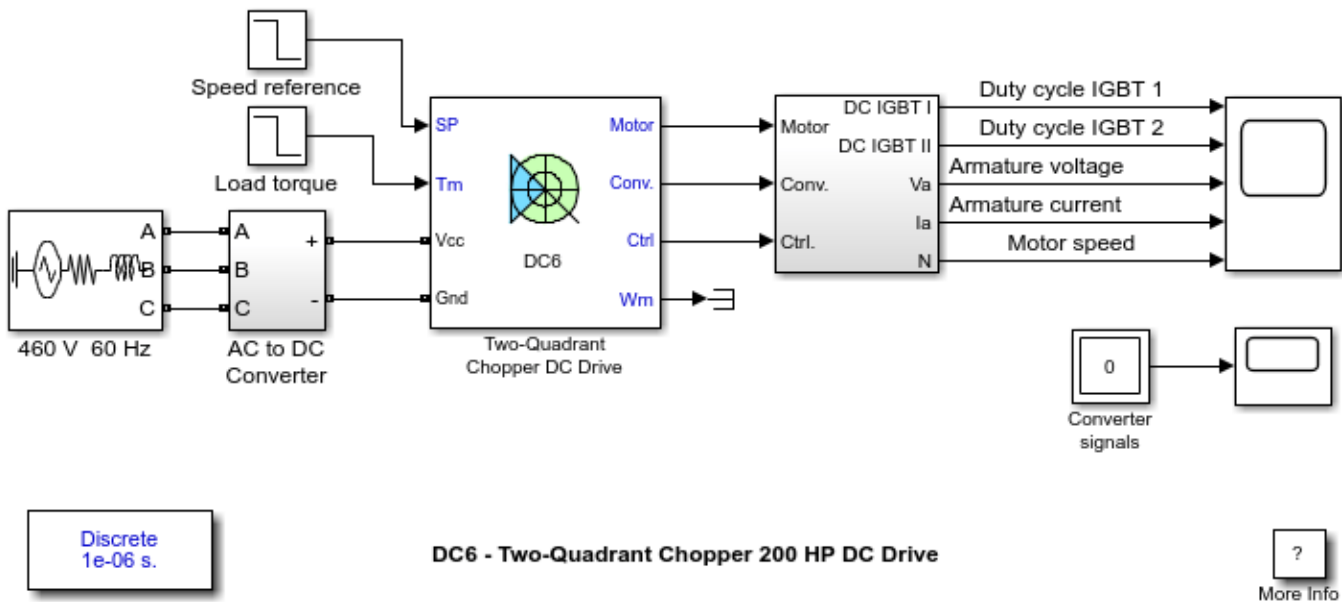 Speed reference
Load torque
A
B
C
460 V  60 Hz
A
B
C
+
-
AC to DC
Converter
SP
Tm
Vcc
Gnd
Motor
Conv.
Ctrl
Wm
DC6
Two-Quadrant
Chopper DC Drive
Motor
Conv.
Ctrl.
DC IGBT I
DC IGBT II
Va
Ia
N
Duty cycle IGBT 1
Duty cycle IGBT 2
Armature voltage
Armature current
Motor speed
0
Converter
signals
Discrete
1e-06 s.
DC6 - Two-Quadrant Chopper 200 HP DC Drive
?
More Info